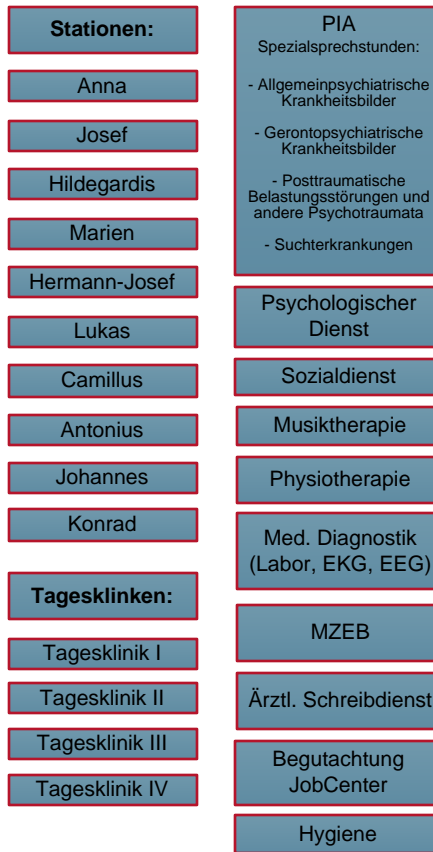 Stationen:
Anna
Josef
Hildegardis
Marien
Hermann-Josef
Lukas
Camillus
Antonius
Johannes
Konrad
Tagesklinken:
Tagesklinik I
Tagesklinik II
Tagesklinik III
Tagesklinik IV
PIA
Spezialsprechstunden:
- Allgemeinpsychiatrische
Krankheitsbilder
- Gerontopsychiatrische
Krankheitsbilder
- Posttraumatische
Belastungsstörungen und
andere Psychotraumata
- Suchterkrankungen
Psychologischer
Dienst
Sozialdienst
Musiktherapie
Physiotherapie
Med. Diagnostik
(Labor, EKG, EEG)
MZEB
Ärztl. Schreibdienst
Begutachtung
JobCenter
Hygiene